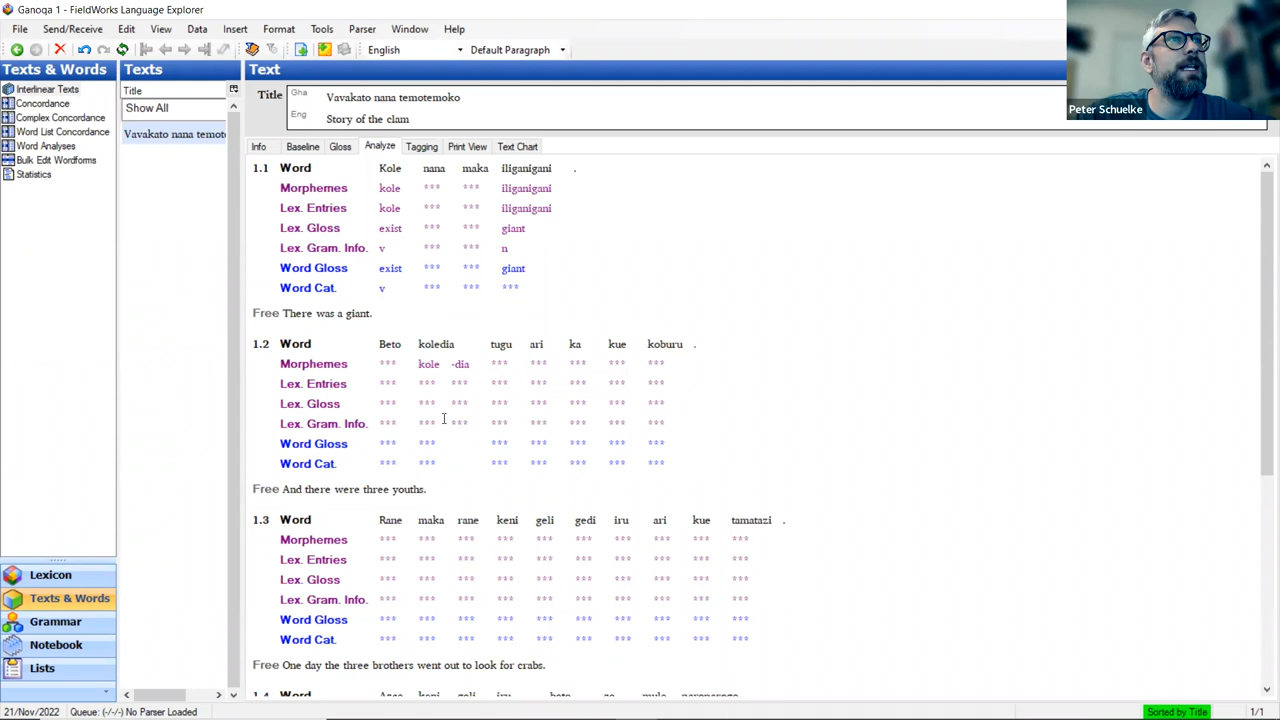 Ganoqa 1 - FieldWorks Language Explorer
File Send/Receive Edit View Data Insert Format Tools Parser Window Help
English Default Paragraph
Texts & Words
Interlinear Texts
Concordance
Complex Concordance
Word List Concordance
Word Analyses
Bulk Edit Wordforms
Statistics
Lexicon
Texts & Words
Grammar
Notebook
Lists
Texts
Title
Show All
Vavakato nana temot
Text
Title Gha Vavakato nana temotemoko
Eng Story of the clam
Info Baseline Gloss Analyze Tagging Print View Text Chart
1.1 Word Kole nana maka iliganigani .
Morphemes kole *** *** iliganigani
Lex. Entries kole *** *** iliganigani
Lex. Gloss exist *** *** giant
Lex. Gram. Info. v *** *** n
Word Gloss exist *** *** giant
Word Cat. v *** *** ***
Free There was a giant.
1.2 Word Beto koledia tugu ari ka kue koburu .
Morphemes *** kole -dia *** *** *** *** ***
Lex. Entries *** *** *** *** *** *** *** ***
Lex. Gloss *** *** *** *** *** *** *** ***
Lex. Gram. Info. *** *** *** *** *** *** *** ***
Word Gloss *** *** *** *** *** *** ***
Word Cat. *** *** *** *** *** *** ***
Free And there were three youths.
1.3 Word Rane maka rane keni geli gedi iru ari kue tamatazi .
Morphemes *** *** *** *** *** *** *** *** *** ***
Lex. Entries *** *** *** *** *** *** *** *** *** ***
Lex. Gloss *** *** *** *** *** *** *** *** *** ***
Lex. Gram. Info. *** *** *** *** *** *** *** *** *** ***
Word Gloss *** *** *** *** *** *** *** *** *** ***
Word Cat. *** *** *** *** *** *** *** *** *** ***
Free One day the three brothers went out to look for crabs.
1.4 Word keni geli iru beto
Peter Schuelke
21/Nov/2022 Queue: (-/-/-) No Parser Loaded Sorted by Title 1/1